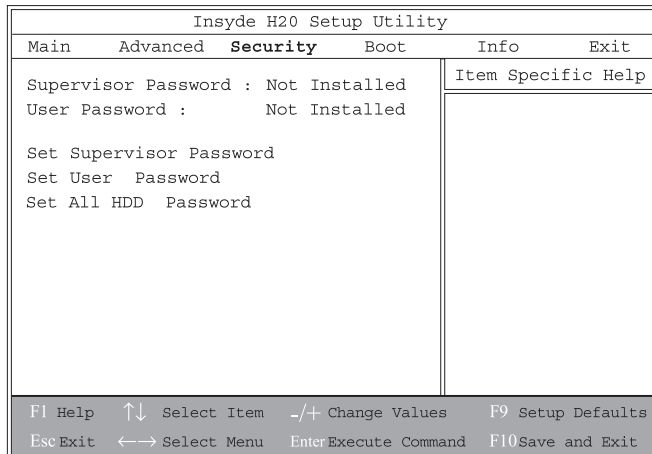 Insyde H20 Setup Utility
Main Advanced Security Boot Info Exit
Supervisor Password : Not Installed
User Password : Not Installed
Set Supervisor Password
Set User Password
Set All HDD Password
Item Specific Help
F1 Help ↑↓ Select Item -/+ Change Values F9 Setup Defaults
Esc Exit ←→ Select Menu Enter Execute Command F10 Save and Exit